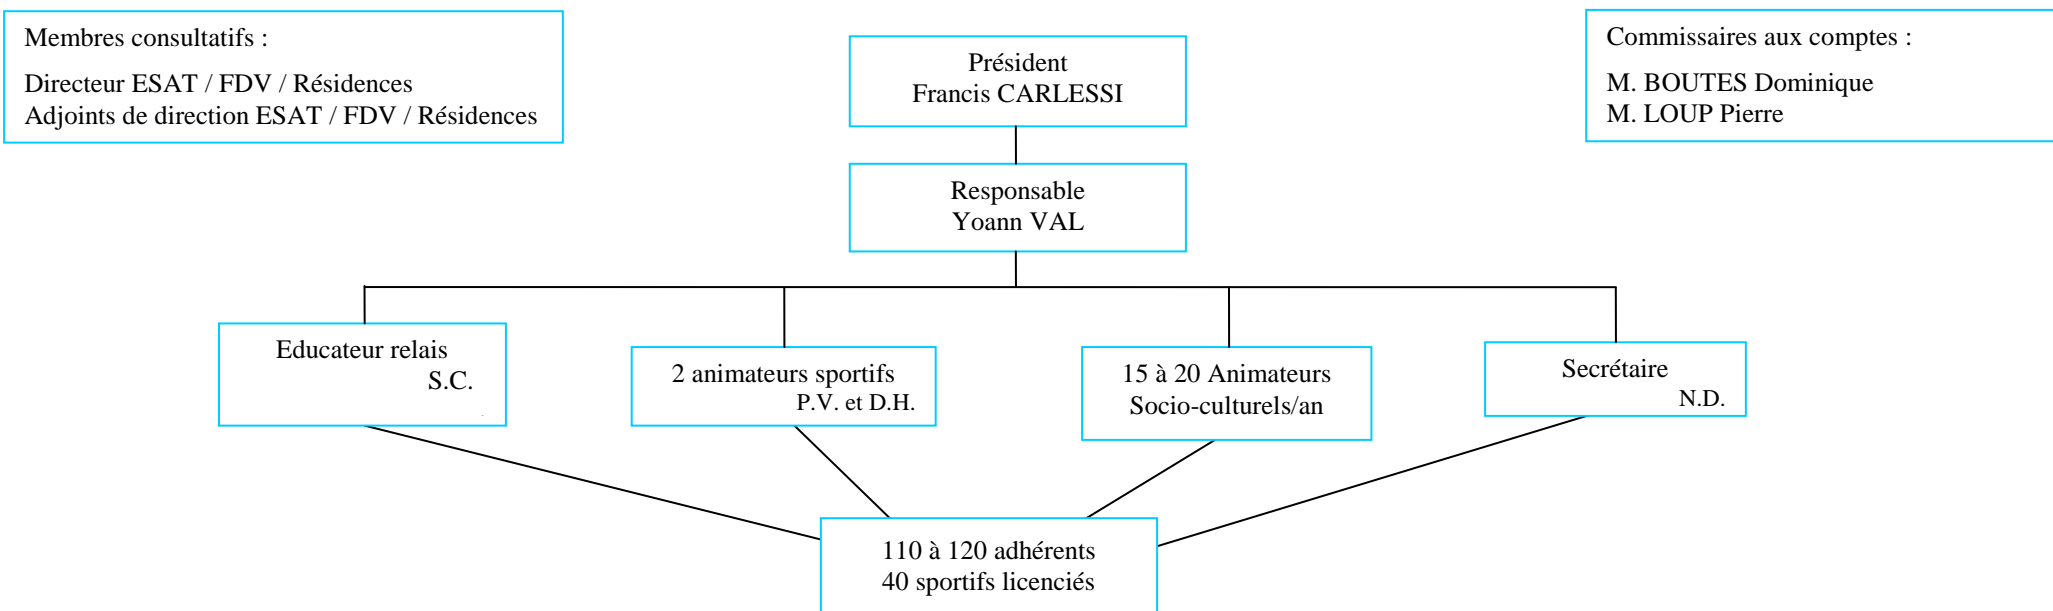 Membres consultatifs :
Directeur ESAT / FDV / Résidences
Adjoints de direction ESAT / FDV / Résidences
Président
Francis CARLESSI
Commissaires aux comptes :
M. BOUTES Dominique
M. LOUP Pierre
Responsable
Yoann VAL
Educateur relais
S.C.
2 animateurs sportifs
P.V. et D.H.
15 à 20 Animateurs
Socio-culturels/an
Secrétaire
N.D.
110 à 120 adhérents
40 sportifs licenciés